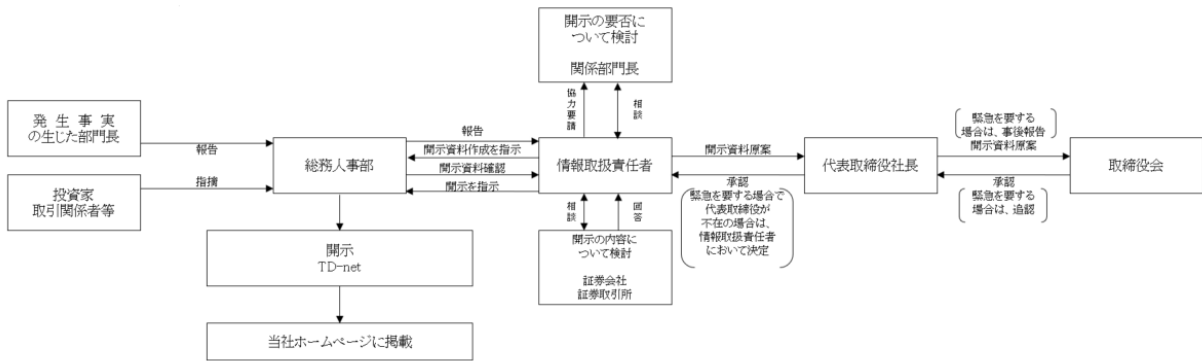 開示の要否に
ついて検討
関係部門長
協力要請
相談
発生事実
の生じた部門長
報告
投資家
取引関係者等
指摘
総務人事部
報告
開示資料作成を指示
開示資料確認
開示を指示
情報取扱責任者
相談
回答
開示の内容に
ついて検討
証券会社
証券取引所
開示資料原案
承認
緊急を要する場合で
代表取締役が
不在の場合は、
情報取扱責任者
において決定
代表取締役社長
緊急を要する
場合は、事後報告
開示資料原案
承認
緊急を要する
場合は、追認
取締役会
開示
TD-net
当社ホームページに掲載